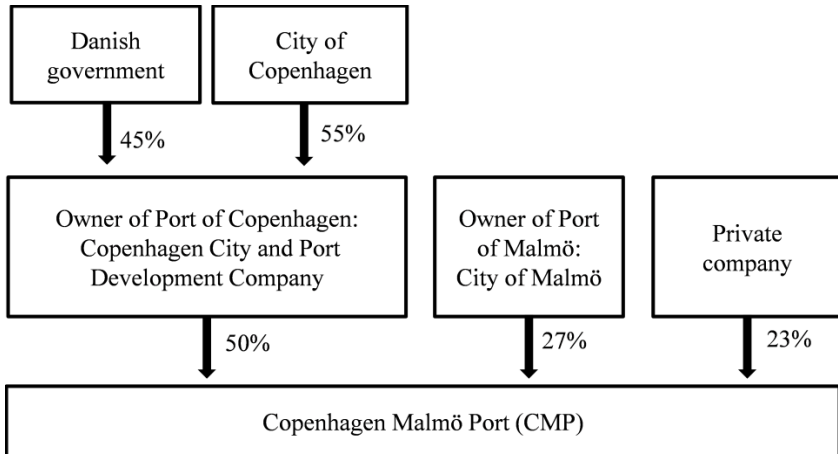 Danish
government
City of
Copenhagen
45%
55%
Owner of Port of Copenhagen:
Copenhagen City and Port
Development Company
Owner of Port
of Malmö:
City of Malmö
Private
company
50%
27%
23%
Copenhagen Malmö Port (CMP)